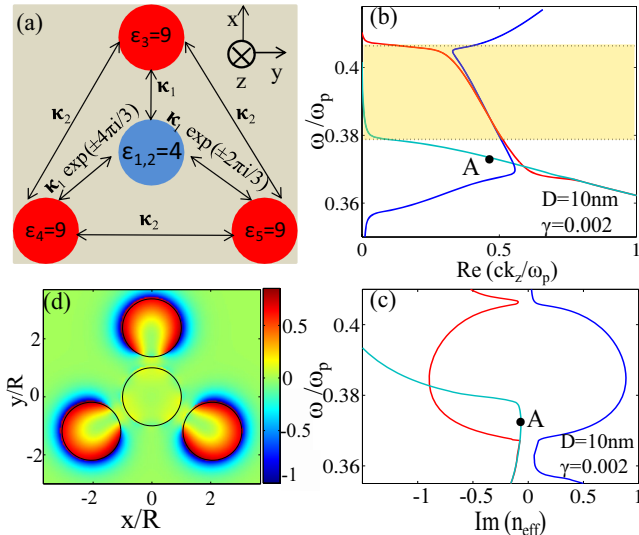 (a)
ε3=9
x
y
z
κ1
κ2
κ2
κ1 exp(±4πi/3)
κ1 exp(±2πi/3)
ε1,2=4
ε4=9
κ2
ε5=9
(b)
ω/ωp
0.4
0.38
0.36
A
D=10nm
γ=0.002
0
0.5
1
Re (ckz/ωp)
(d)
y/R
2
0
-2
-2
0
2
x/R
0.5
0
-0.5
-1
(c)
ω/ωp
0.4
0.38
0.36
A
D=10nm
γ=0.002
-1
-0.5
0
0.5
1
Im (neff)